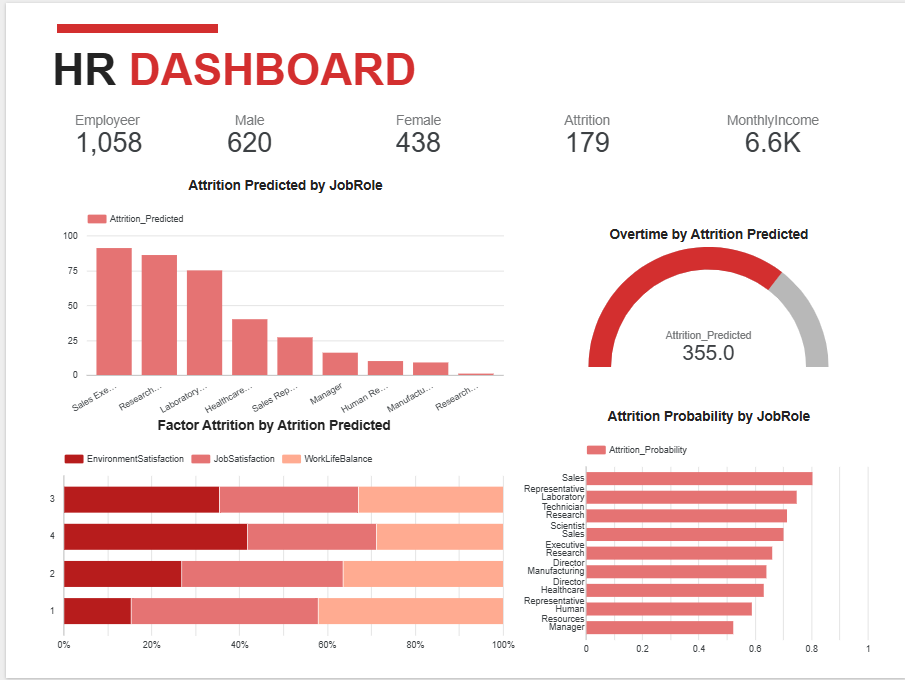 HR DASHBOARD
Employeer Male Female Attrition MonthlyIncome
1,058 620 438 179 6.6K
Attrition Predicted by JobRole
Attrition_Predicted
100
75
50
25
0
Sales Exe... Research... Laboratory... Healthcare... Sales Rep... Manager Human Re... Manufactu... Research...
Overtime by Attrition Predicted
Attrition_Predicted
355.0
Factor Attrition by Atrition Predicted
EnvironmentSatisfaction JobSatisfaction WorkLifeBalance
3
4
2
1
0% 20% 40% 60% 80% 100%
Attrition Probability by JobRole
Attrition_Probability
Sales
Representative
Laboratory
Technician
Research
Scientist
Sales
Executive
Research
Director
Manufacturing
Director
Healthcare
Representative
Human
Resources
Manager
0 0.2 0.4 0.6 0.8 1